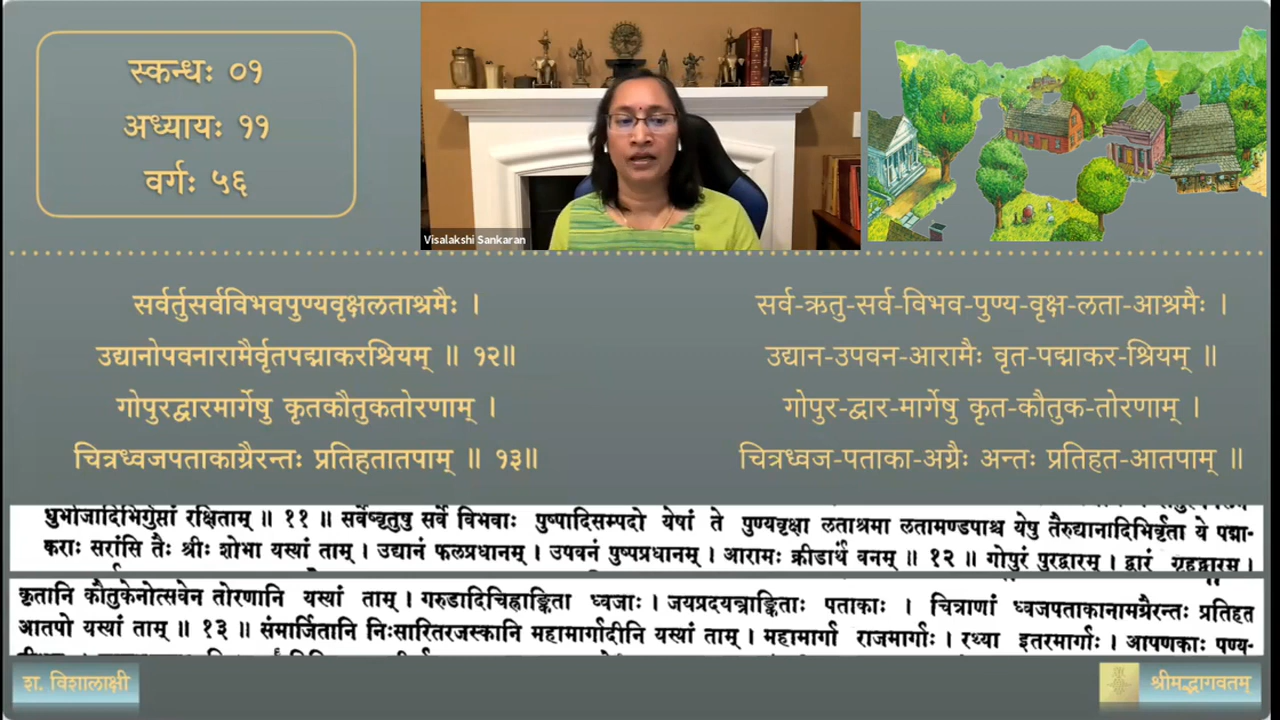 स्कन्धः ०१
अध्यायः ११
वर्गः ५६
Visalakshi Sankaran
सर्वर्तुसर्वविभवपुण्यवृक्षलताश्रमैः ।
उद्यानोपवनारामैर्वृतपद्माकरश्रियम् ॥ १२॥
गोपुरद्वारमार्गेषु कृतकौतुकतोरणाम् ।
चित्रध्वजपताकाग्रैरन्तः प्रतिहतातपाम् ॥ १३॥
सर्व-ऋतु-सर्व-विभव-पुण्य-वृक्ष-लता-आश्रमैः ।
उद्यान-उपवन-आरामैः वृत-पद्माकर-श्रियम् ॥
गोपुर-द्वार-मार्गेषु कृत-कौतुक-तोरणाम् ।
चित्रध्वज-पताका-अग्रैः अन्तः प्रतिहत-आतपाम् ॥
धुभोजादिभिर्गुप्तां रक्षिताम् ॥ ११ ॥ सर्वेष्वृतुषु सर्वे विभवाः पुष्पादिसम्पदो येषां ते पुण्यवृक्षा लताश्रमा लतामण्डपाश्च येषु तैरुद्यानादिभिर्वृता ये पद्मा-
कराः सरांसि तैः श्रीः शोभा यस्यां ताम् । उद्यानं फलप्रधानम् । उपवनं पुष्पप्रधानम् । आरामः क्रीडार्थं वनम् ॥ १२ ॥ गोपुरं पुरद्वारम् । द्वारं गृहद्वारम् ।
कृतानि कौतुकेनोत्सवेन तोरणानि यस्यां ताम् । गरुडादिचिह्नाङ्किता ध्वजाः । जयप्रदयन्त्राङ्किताः पताकाः । चित्राणां ध्वजपताकानामग्रैरन्तः प्रतिहत
आतपो यस्यां ताम् ॥ १३ ॥ संमार्जितानि निःसारितरजस्कानि महामार्गादीनि यस्यां ताम् । महामार्गा राजमार्गाः । रथ्या इतरमार्गाः । आपणकाः पण्य-
श. विशालाक्षी
श्रीमद्भागवतम्